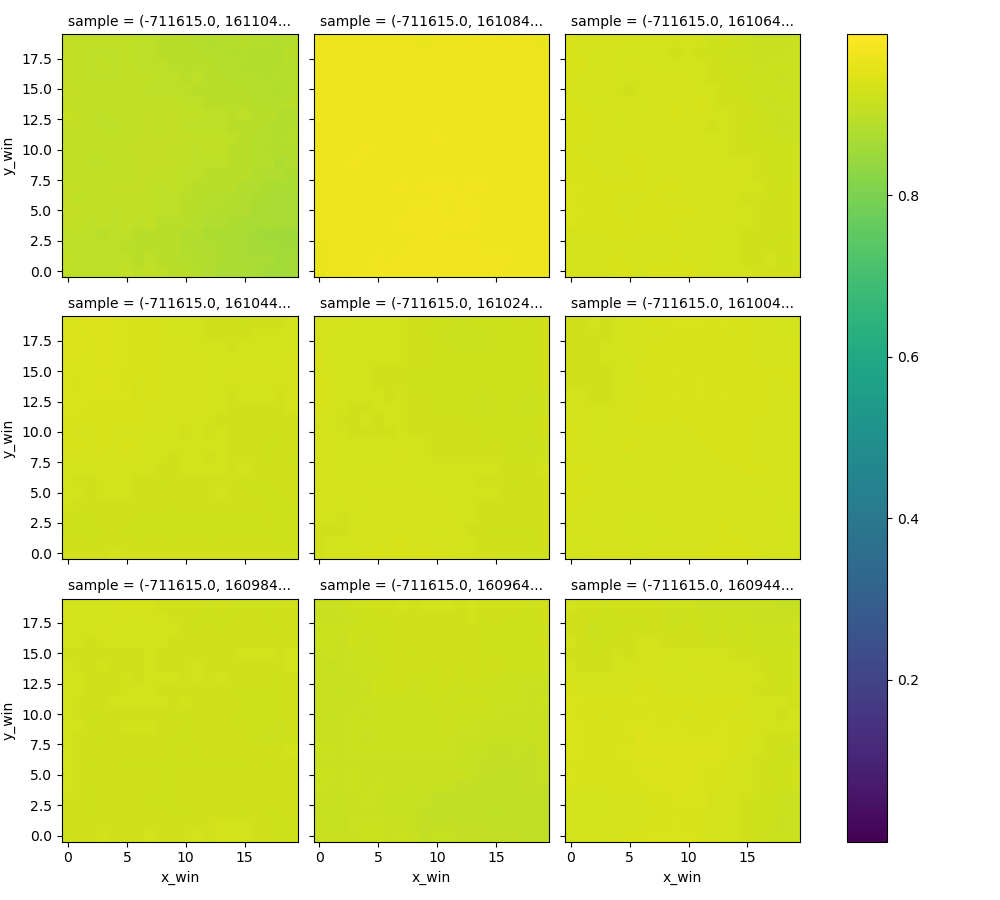 sample = (-711615.0, 161104...
sample = (-711615.0, 161084...
sample = (-711615.0, 161064...
17.5
15.0
12.5
10.0
7.5
5.0
2.5
0.0
y_win
sample = (-711615.0, 161044...
sample = (-711615.0, 161024...
sample = (-711615.0, 161004...
17.5
15.0
12.5
10.0
7.5
5.0
2.5
0.0
y_win
sample = (-711615.0, 160984...
sample = (-711615.0, 160964...
sample = (-711615.0, 160944...
17.5
15.0
12.5
10.0
7.5
5.0
2.5
0.0
y_win
0 5 10 15
x_win
0 5 10 15
x_win
0 5 10 15
x_win
0.8
0.6
0.4
0.2